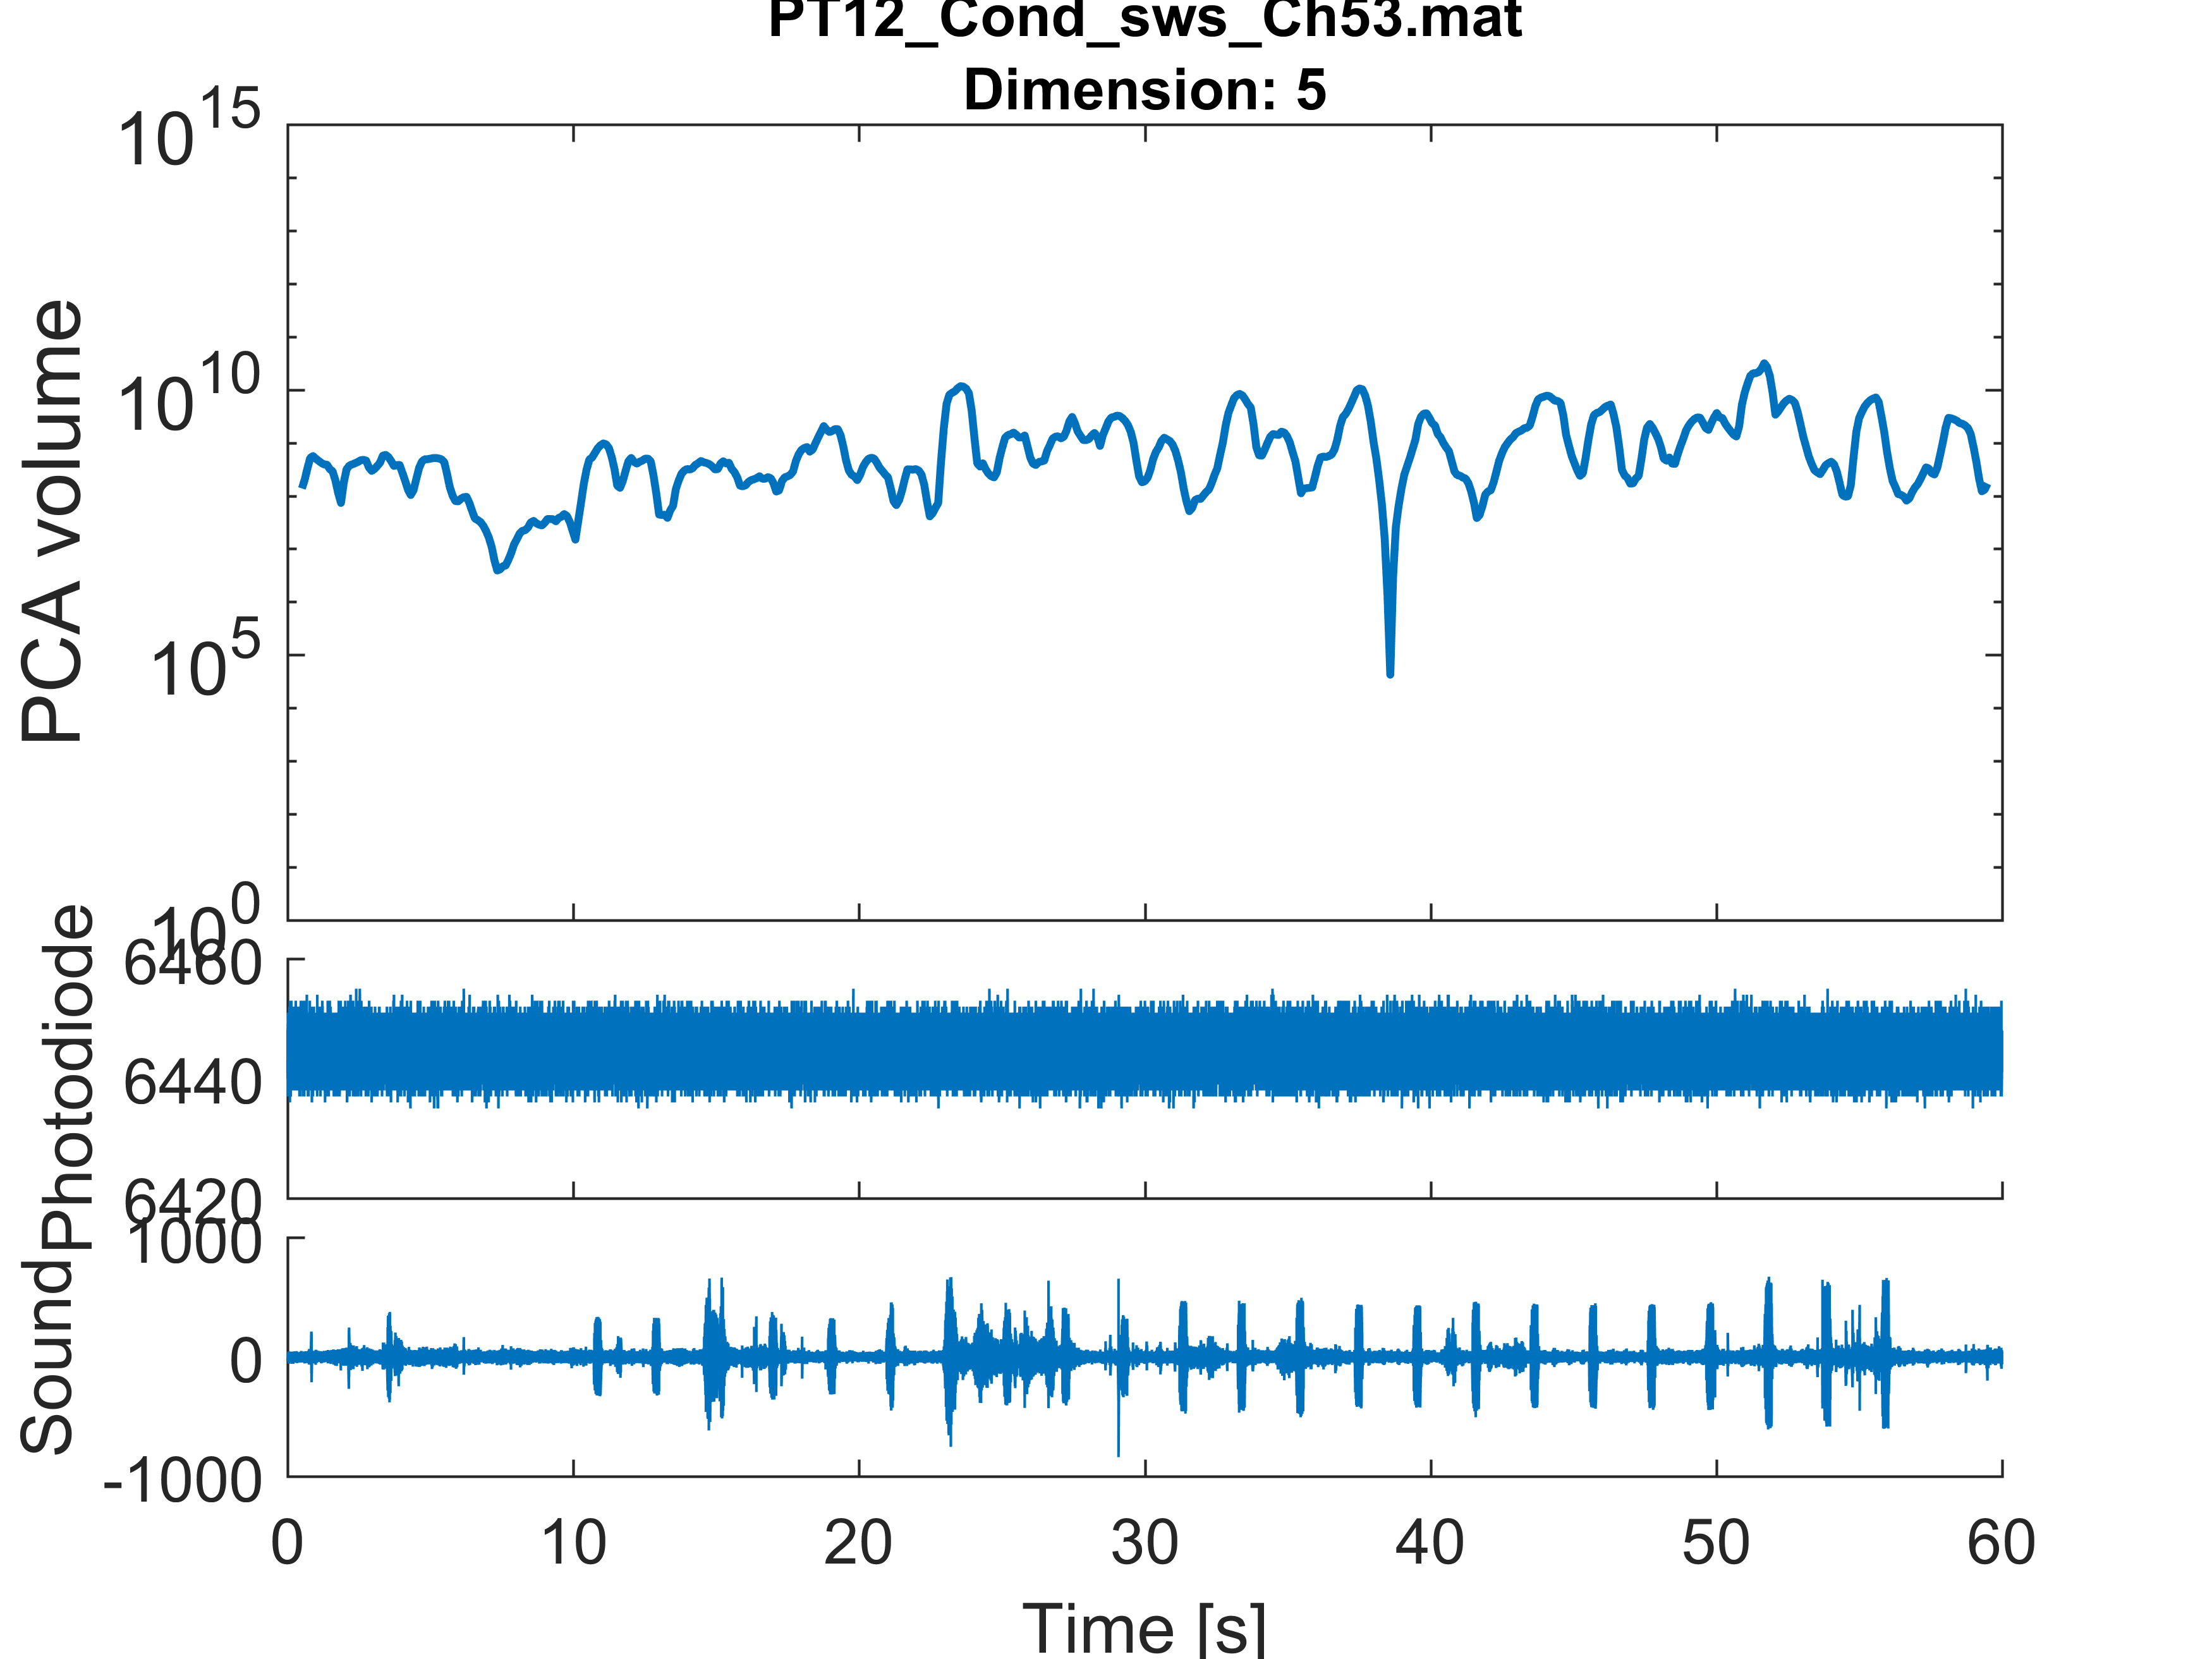 PT12_Cond_sws_Ch53.mat
Dimension: 5
10^15
10^10
10^5
10^0
PCA volume
6460
6440
6420
Photodiode
1000
0
-1000
Sound
0 10 20 30 40 50 60
Time [s]